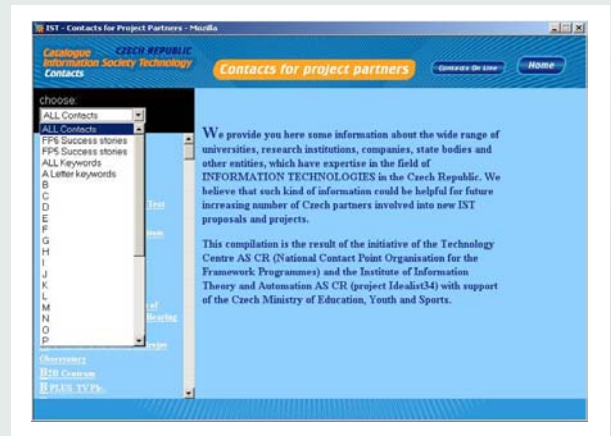 IST - Contacts for Project Partners - Mozilla
Catalogue CZECH REPUBLIC
Information Society Technology
Contacts
Contacts for project partners
Contacts On Line
Home
choose:
ALL Contacts
ALL Contacts
FP6 Success stories
FP5 Success stories
ALL Keywords
A Letter keywords
B
C
D
E
F
G
H
I
J
K
L
M
N
O
P
Test
of
Hearing
Observatory
B2B Centrum
B PLUS TV Plc.
We provide you here some information about the wide range of
universities, research institutions, companies, state bodies and
other entities, which have expertise in the field of
INFORMATION TECHNOLOGIES in the Czech Republic. We
believe that such kind of information could be helpful for future
increasing number of Czech partners involved into new IST
proposals and projects.
This compilation is the result of the initiative of the Technology
Centre AS CR (National Contact Point Organisation for the
Framework Programmes) and the Institute of Information
Theory and Automation AS CR (project Idealist34) with support
of the Czech Ministry of Education, Youth and Sports.